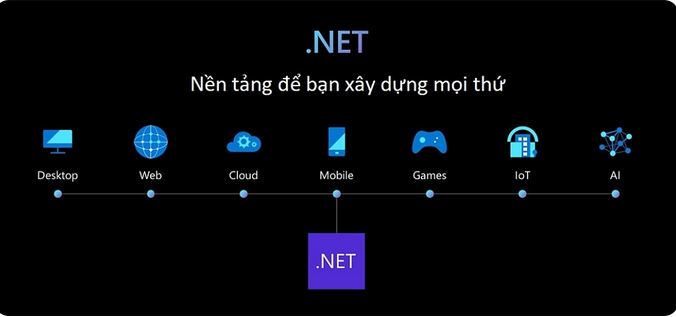 .NET
Nền tảng để bạn xây dựng mọi thứ
Desktop Web Cloud Mobile Games IoT AI
.NET